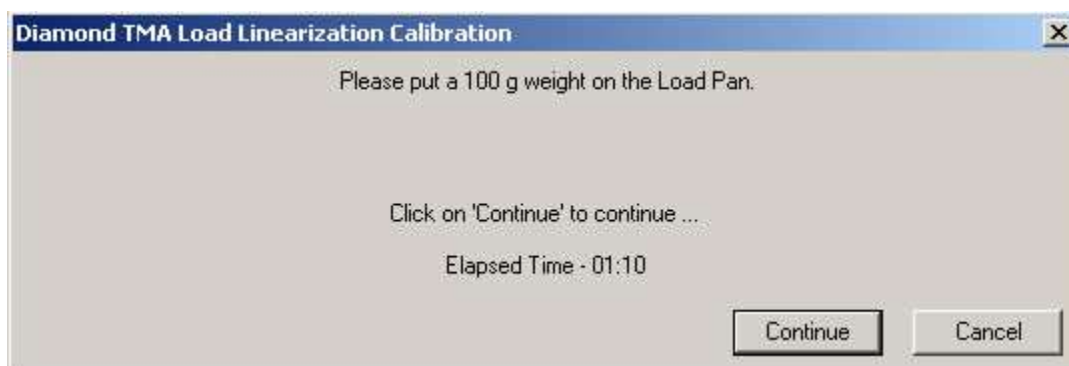 Diamond TMA Load Linearization Calibration
Please put a 100 g weight on the Load Pan.
Click on 'Continue' to continue ...
Elapsed Time - 01:10
Continue Cancel